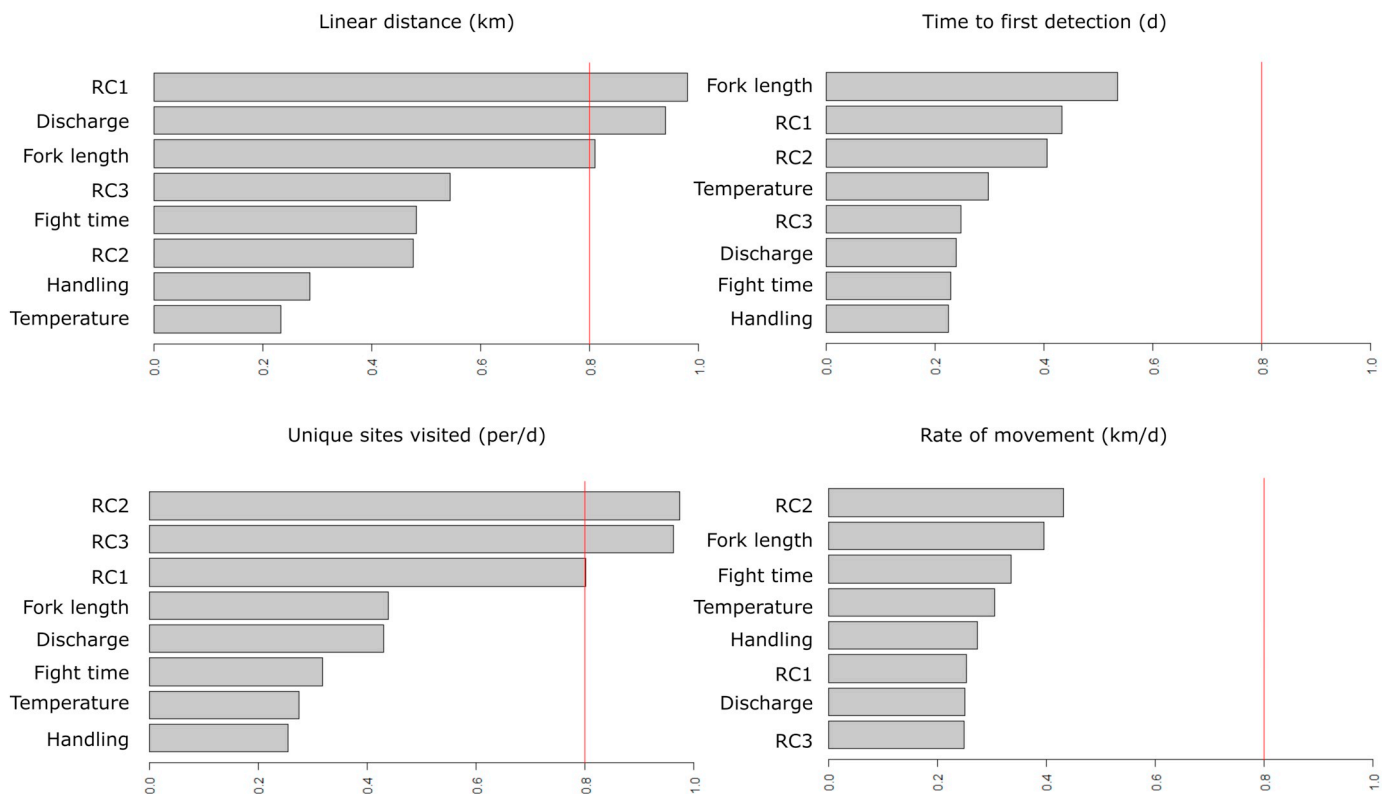 Linear distance (km)
RC1
Discharge
Fork length
RC3
Fight time
RC2
Handling
Temperature
0.0
0.2
0.4
0.6
0.8
1.0
Time to first detection (d)
Fork length
RC1
RC2
Temperature
RC3
Discharge
Fight time
Handling
0.0
0.2
0.4
0.6
0.8
1.0
Unique sites visited (per/d)
RC2
RC3
RC1
Fork length
Discharge
Fight time
Temperature
Handling
0.0
0.2
0.4
0.6
0.8
1.0
Rate of movement (km/d)
RC2
Fork length
Fight time
Temperature
Handling
RC1
Discharge
RC3
0.0
0.2
0.4
0.6
0.8
1.0